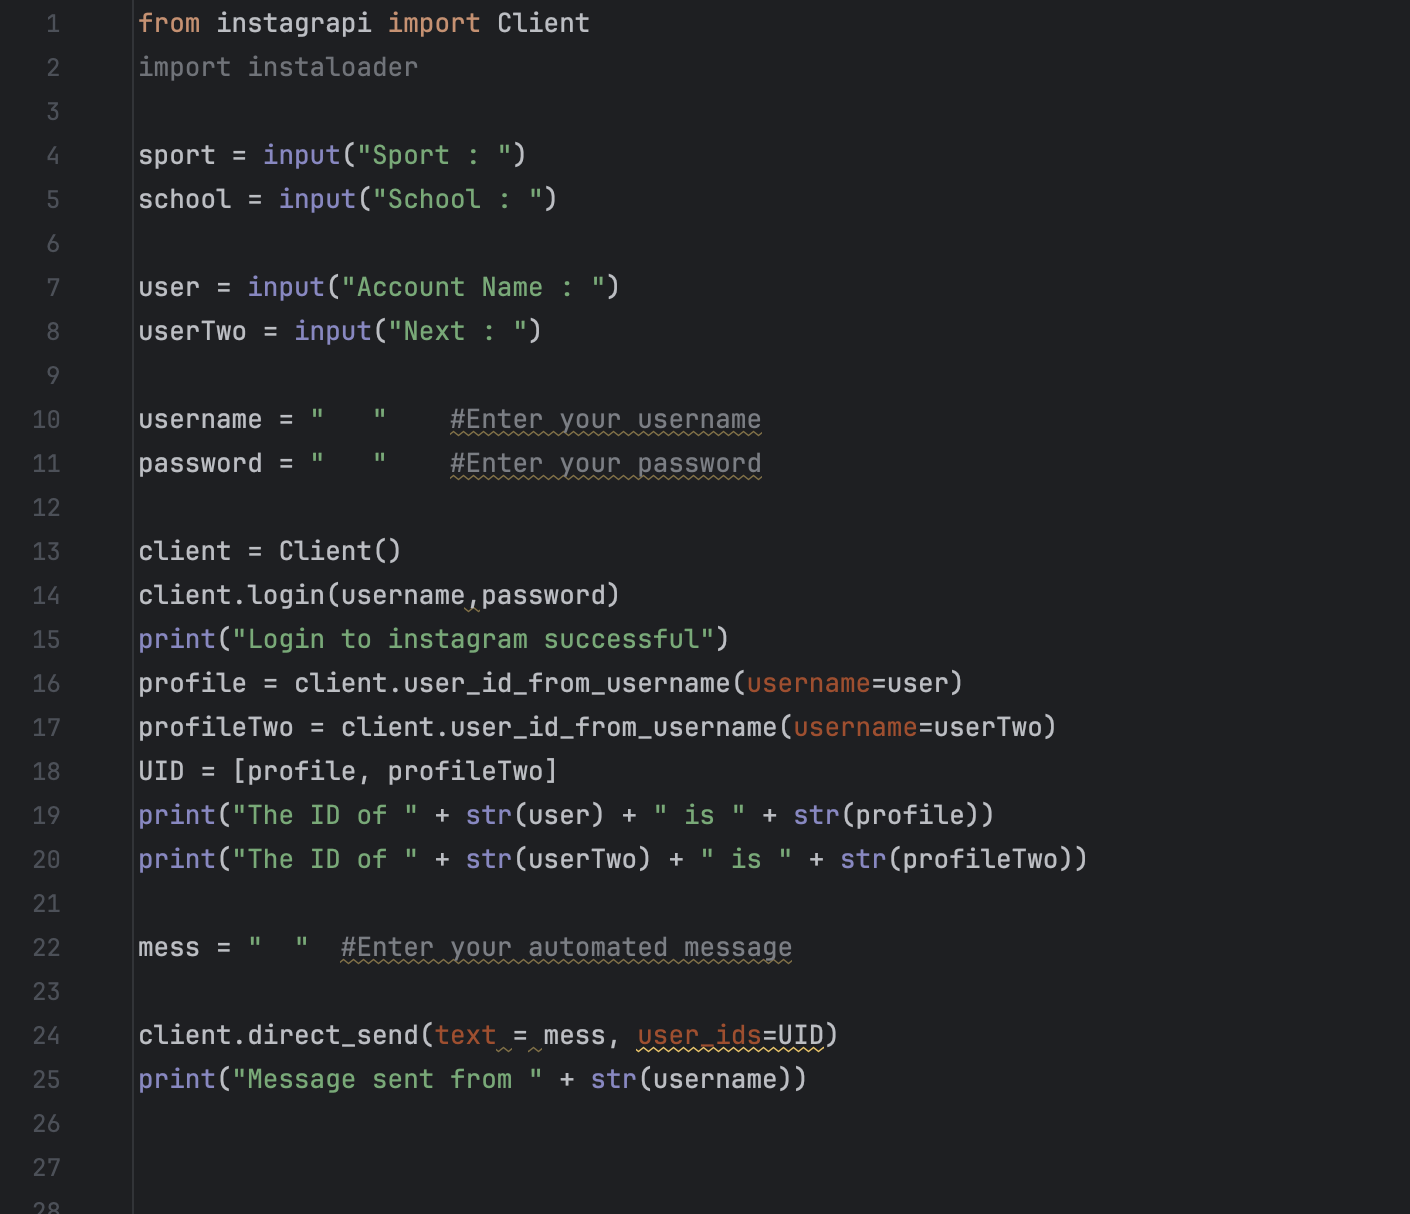 1 from instagrapi import Client
2 import instaloader
3
4 sport = input("Sport : ")
5 school = input("School : ")
6
7 user = input("Account Name : ")
8 userTwo = input("Next : ")
9
10 username = "   "    #Enter your username
11 password = "   "    #Enter your password
12
13 client = Client()
14 client.login(username,password)
15 print("Login to instagram successful")
16 profile = client.user_id_from_username(username=user)
17 profileTwo = client.user_id_from_username(username=userTwo)
18 UID = [profile, profileTwo]
19 print("The ID of " + str(user) + " is " + str(profile))
20 print("The ID of " + str(userTwo) + " is " + str(profileTwo))
21
22 mess = "  "  #Enter your automated message
23
24 client.direct_send(text = mess, user_ids=UID)
25 print("Message sent from " + str(username))
26
27
28